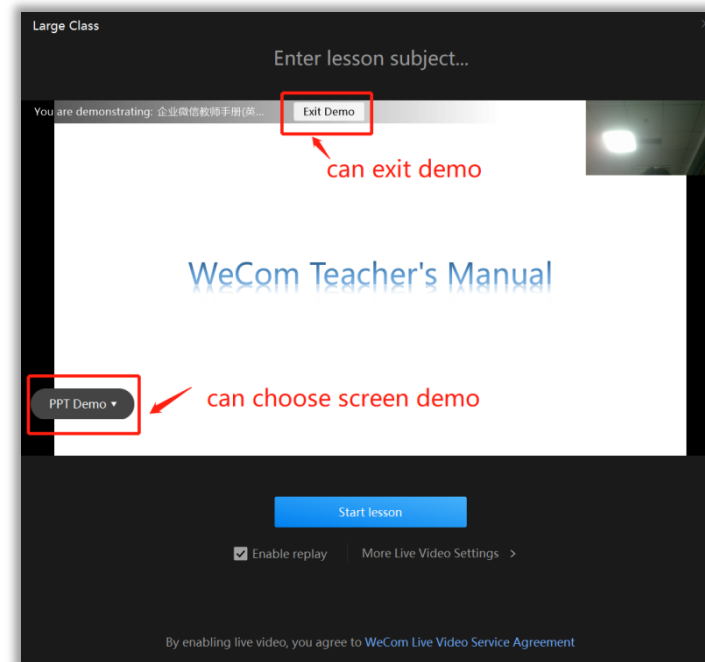 Large Class
Enter lesson subject...
You are demonstrating: 企业微信教师手册(英... Exit Demo
can exit demo
WeCom Teacher's Manual
PPT Demo ▾ can choose screen demo
Start lesson
Enable replay More Live Video Settings >
By enabling live video, you agree to WeCom Live Video Service Agreement